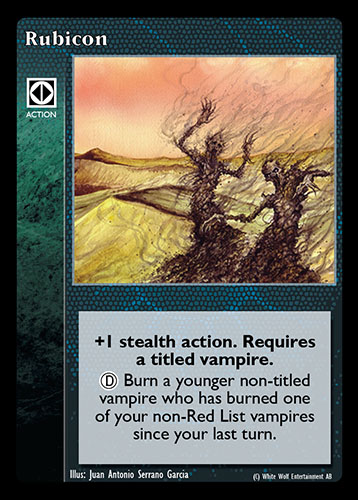 Rubicon
ACTION
+1 stealth action. Requires
a titled vampire.
Ⓓ Burn a younger non-titled
vampire who has burned one
of your non-Red List vampires
since your last turn.
Illus: Juan Antonio Serrano Garcia
(C) White Wolf Entertainment AB